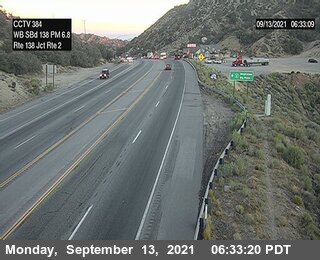 CCTV 384
WB SBd 138 PM 6.8
Rte 138 Jct Rte 2
09/13/2021 06:33:09
Monday, September 13, 2021 06:33:20 PDT